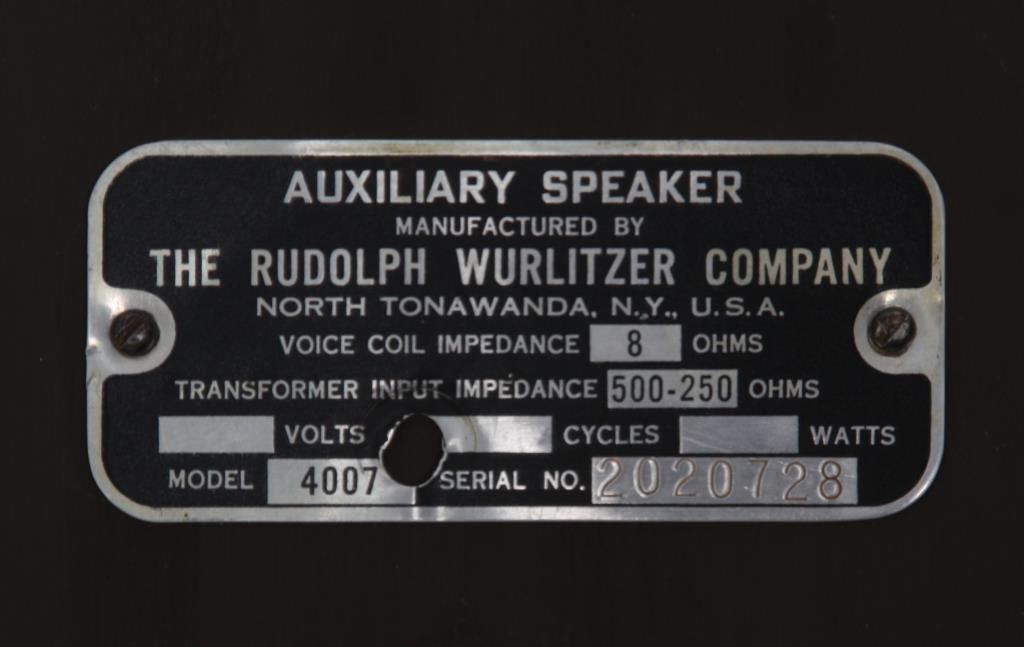 AUXILIARY SPEAKER
MANUFACTURED BY
THE RUDOLPH WURLITZER COMPANY
NORTH TONAWANDA, N.Y., U.S.A.
VOICE COIL IMPEDANCE 8 OHMS
TRANSFORMER INPUT IMPEDANCE 500-250 OHMS
VOLTS CYCLES WATTS
MODEL 4007 SERIAL NO. 2020728